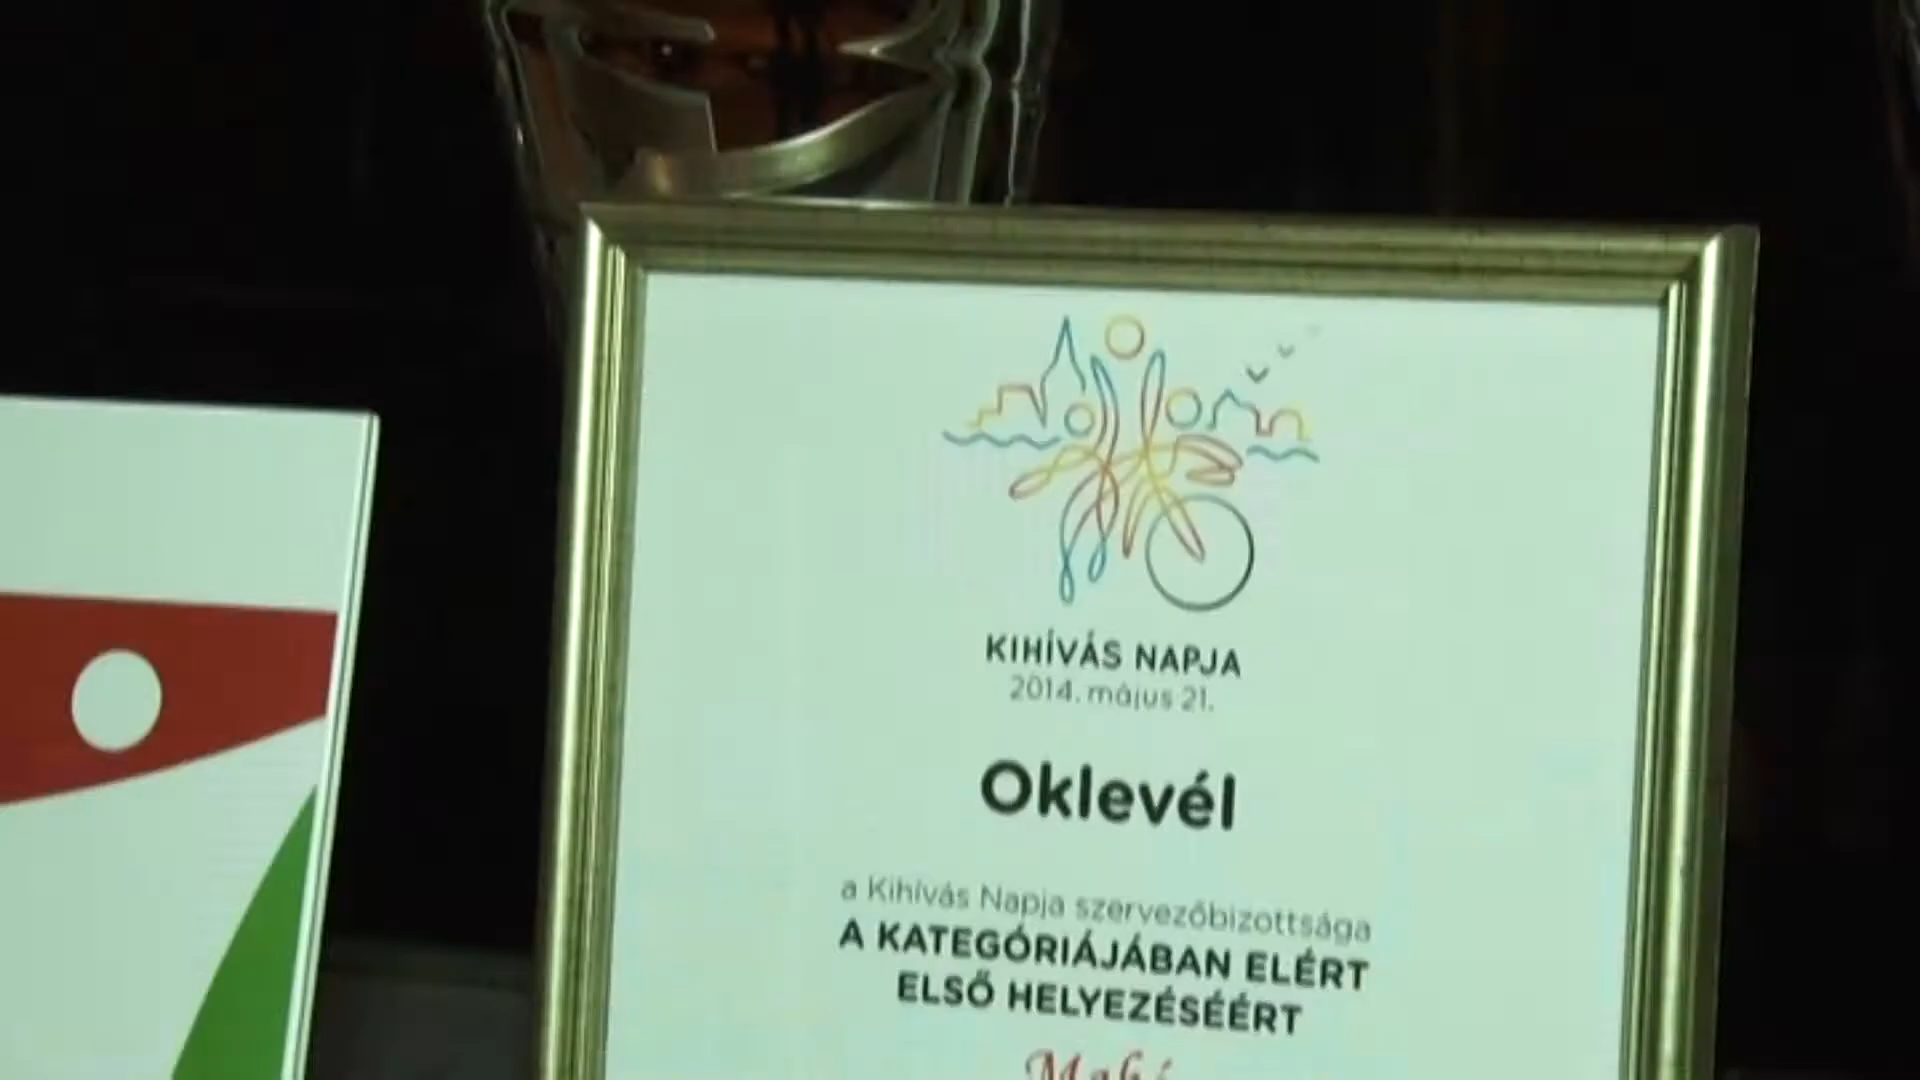 KIHÍVÁS NAPJA
2014. május 21.
Oklevél
a Kihívás Napja szervezőbizottsága
A KATEGÓRIÁJÁBAN ELÉRT
ELSŐ HELYEZÉSÉÉRT